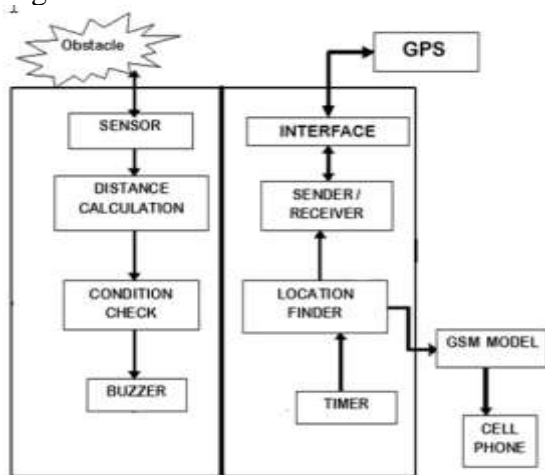 Obstacle
GPS
SENSOR
INTERFACE
DISTANCE
CALCULATION
SENDER /
RECEIVER
CONDITION
CHECK
LOCATION
FINDER
GSM MODEL
BUZZER
TIMER
CELL
PHONE